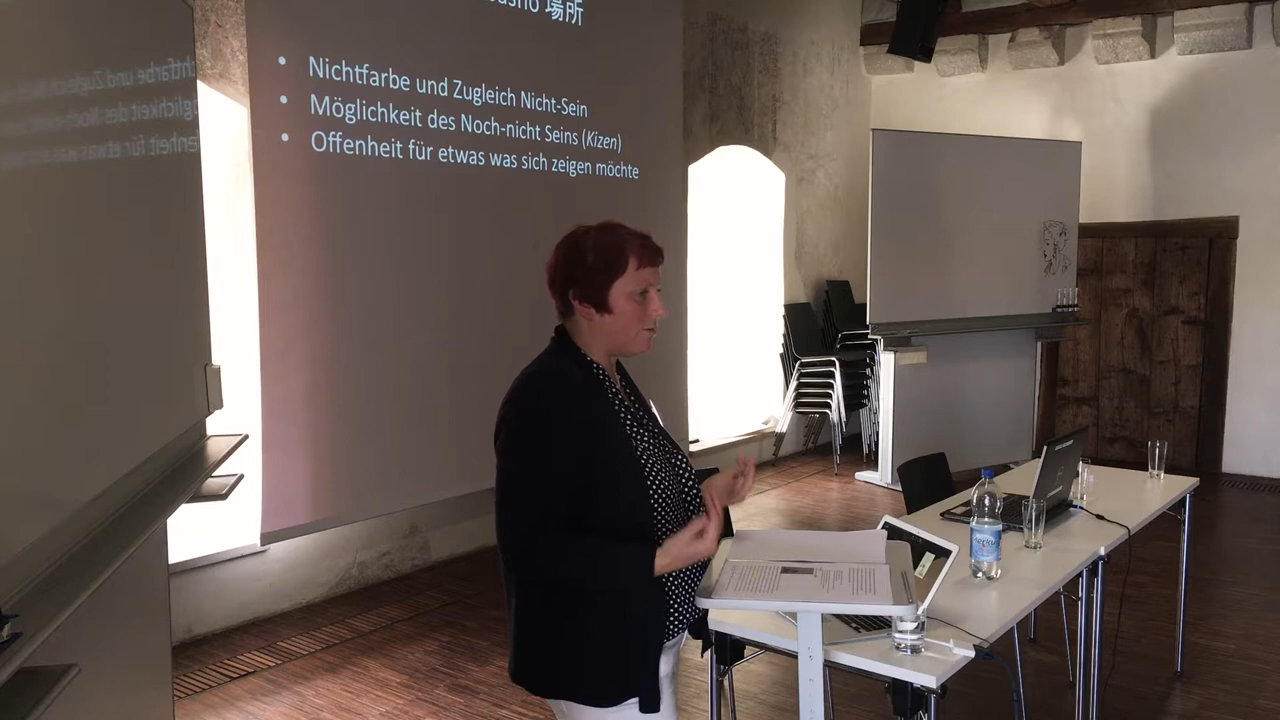 場所
Nichtfarbe und Zugleich Nicht-Sein
Möglichkeit des Noch-nicht Seins (Kizen)
Offenheit für etwas was sich zeigen möchte